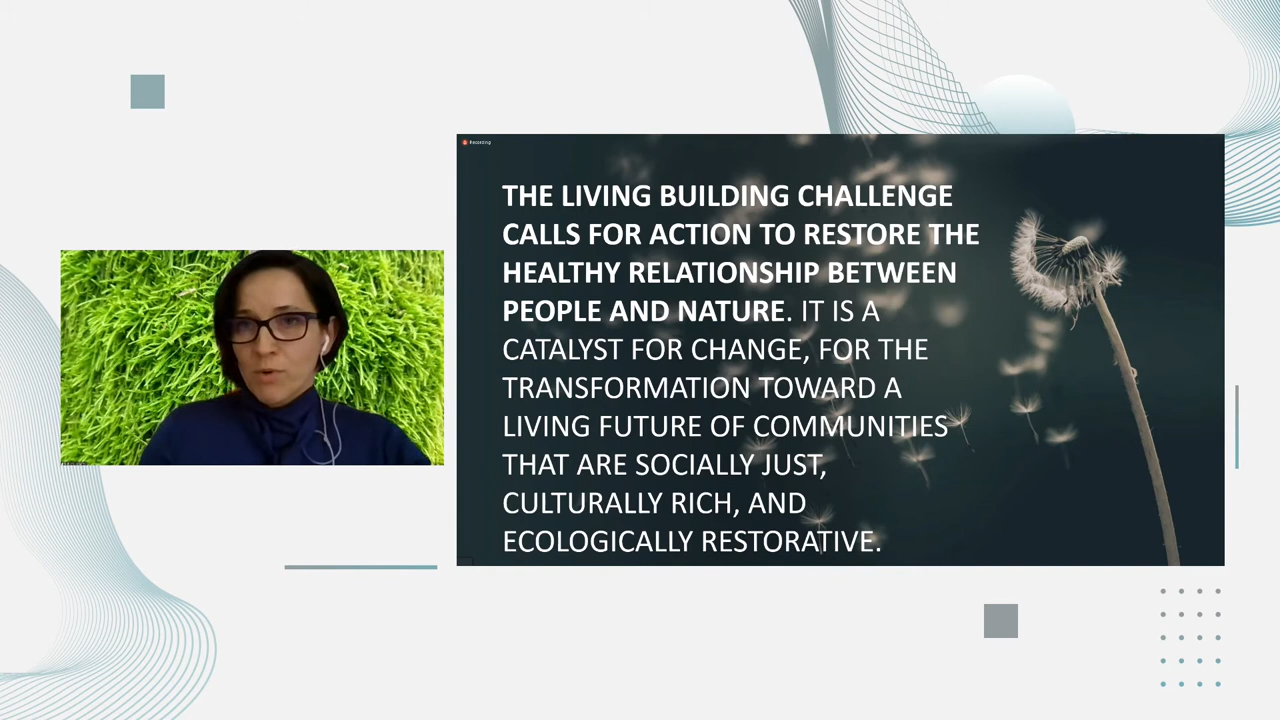 Recording
THE LIVING BUILDING CHALLENGE
CALLS FOR ACTION TO RESTORE THE
HEALTHY RELATIONSHIP BETWEEN
PEOPLE AND NATURE. IT IS A
CATALYST FOR CHANGE, FOR THE
TRANSFORMATION TOWARD A
LIVING FUTURE OF COMMUNITIES
THAT ARE SOCIALLY JUST,
CULTURALLY RICH, AND
ECOLOGICALLY RESTORATIVE.